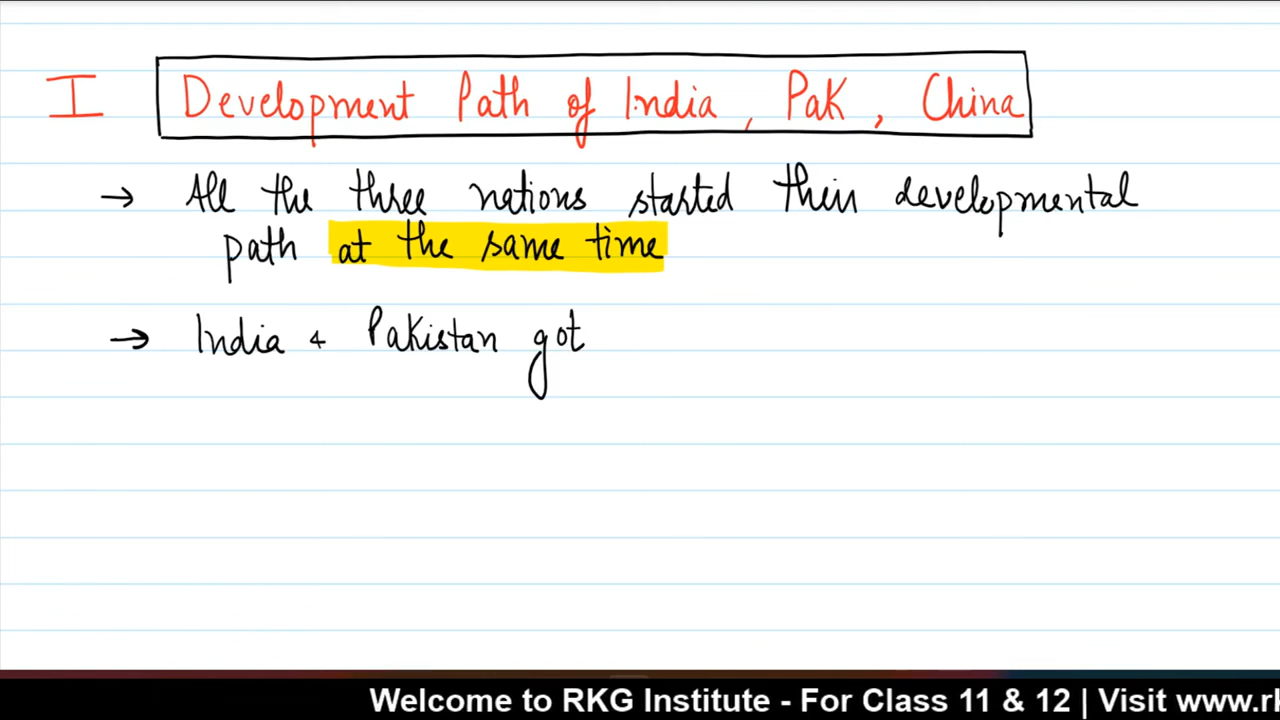 I Development Path of India, Pak, China
→ All the three nations started their developmental
path at the same time
→ India & Pakistan got
Welcome to RKG Institute - For Class 11 & 12 | Visit www.rl